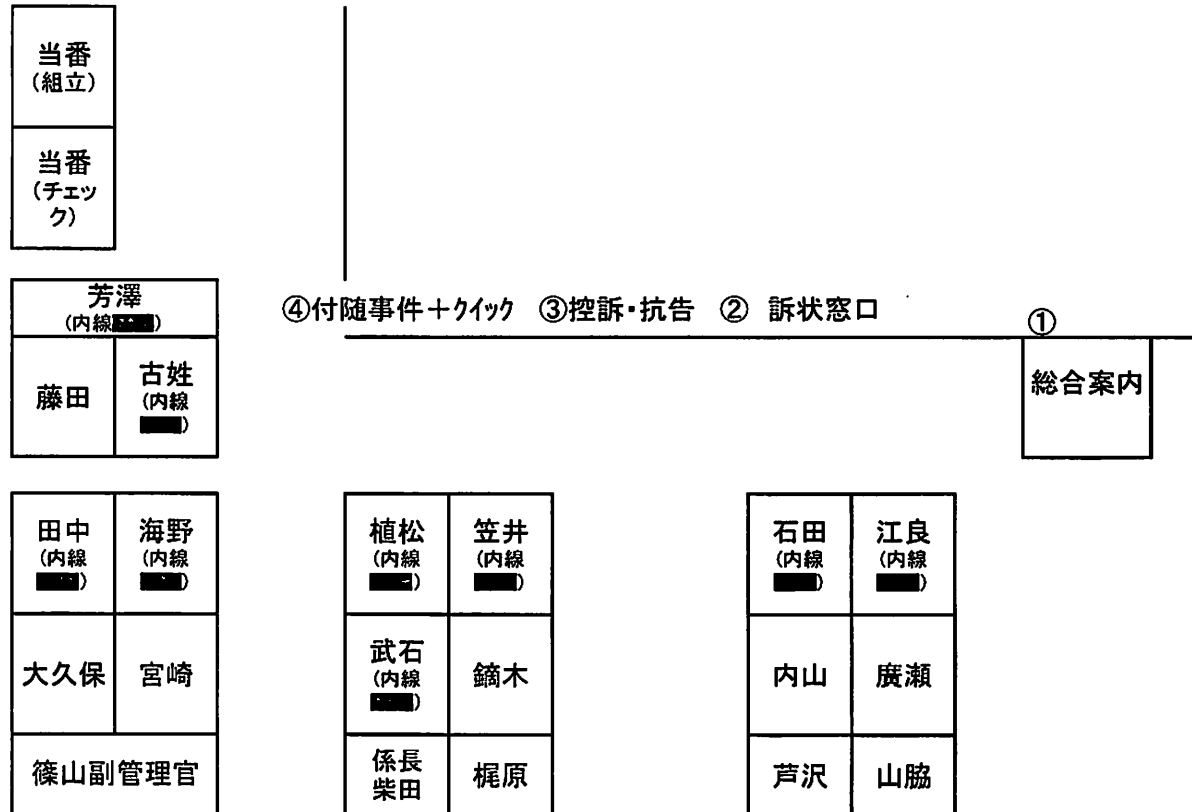 当番
(組立)
当番
(チェッ
ク)
芳澤
(内線
)
④付随事件＋クイック ③控訴・抗告 ② 訴状窓口
①
藤田
古姓
(内線
)
総合案内
田中
(内線
)
海野
(内線
)
植松
(内線
)
笠井
(内線
)
石田
(内線
)
江良
(内線
)
大久保
宮崎
武石
(内線
)
鏑木
内山
廣瀬
篠山副管理官
係長
柴田
梶原
芦沢
山脇